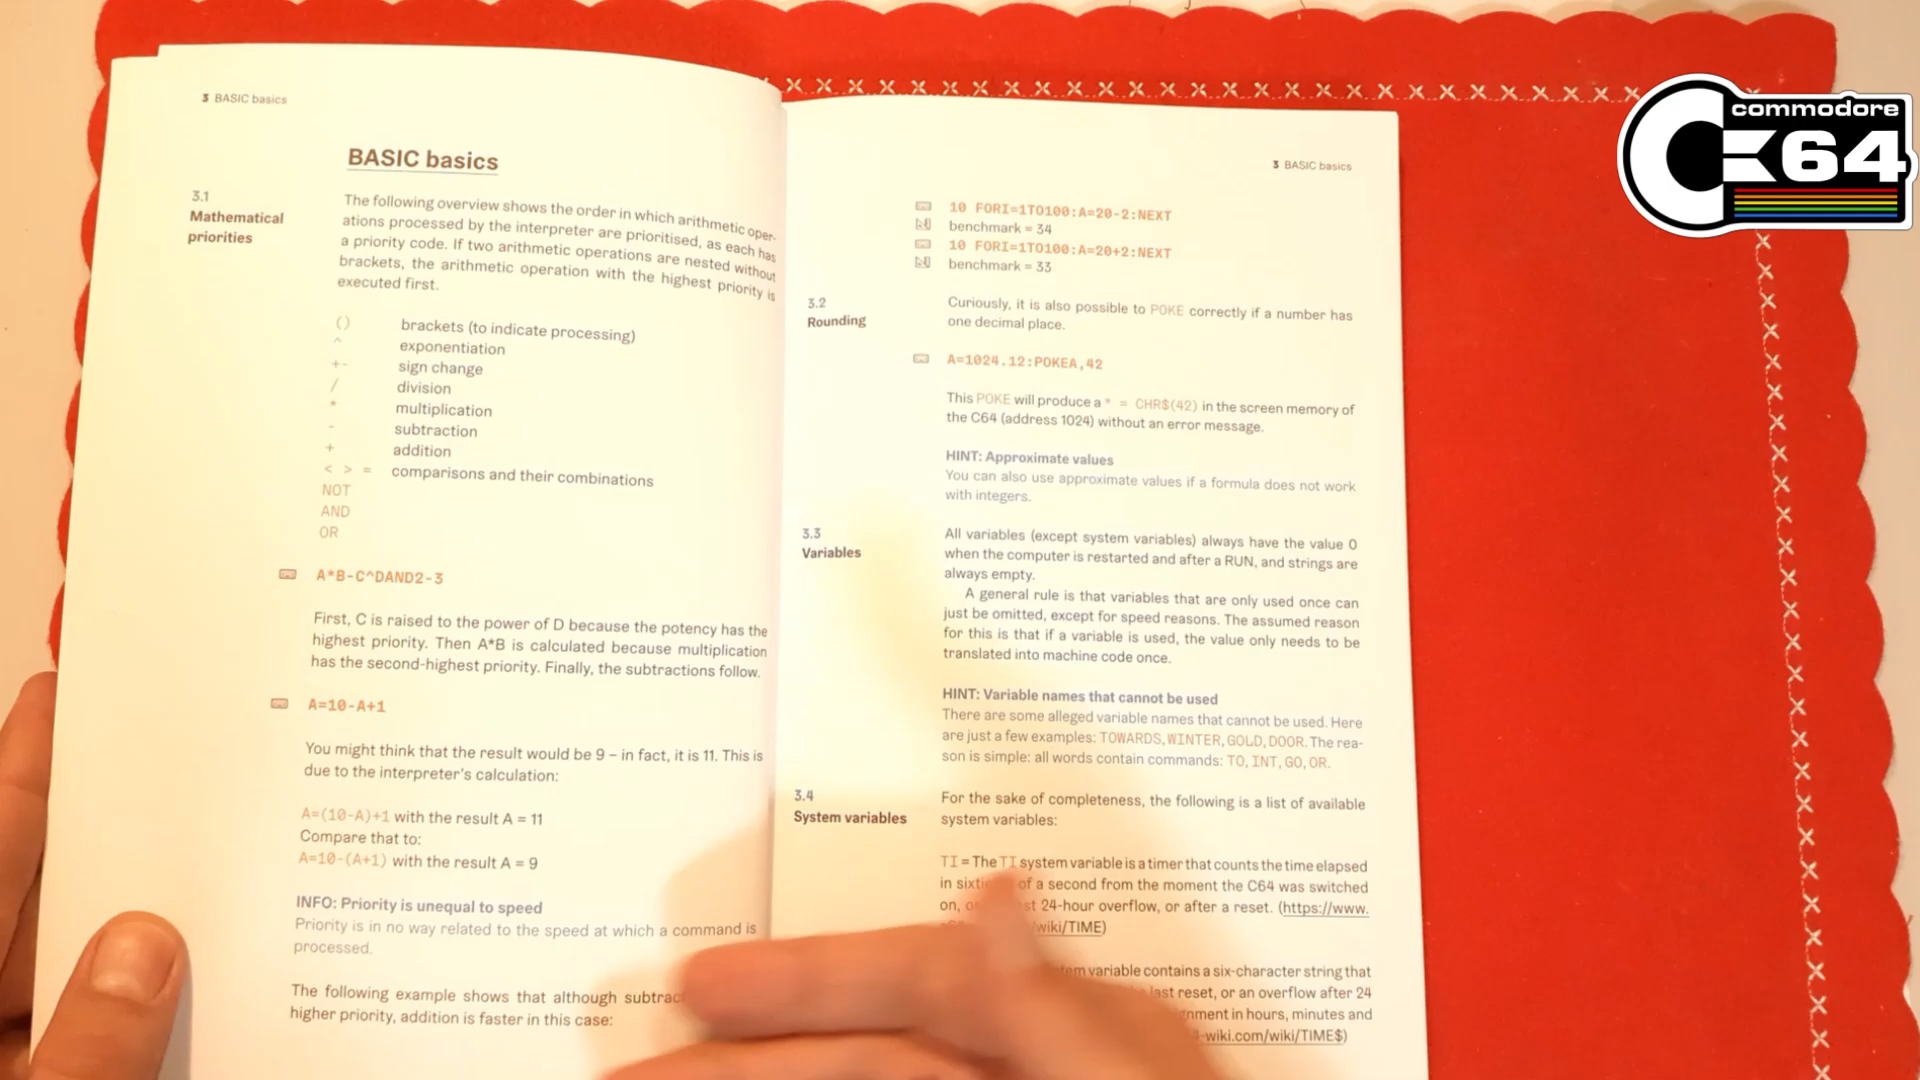 3 BASIC basics
BASIC basics
3.1
Mathematical
priorities
The following overview shows the order in which arithmetic oper-
ations processed by the interpreter are prioritised, as each has
a priority code. If two arithmetic operations are nested without
brackets, the arithmetic operation with the highest priority is
executed first.
() brackets (to indicate processing)
^ exponentiation
+- sign change
/ division
* multiplication
- subtraction
+ addition
< > = comparisons and their combinations
NOT
AND
OR
A*B-C^DAND2-3
First, C is raised to the power of D because the potency has the
highest priority. Then A*B is calculated because multiplication
has the second-highest priority. Finally, the subtractions follow.
A=10-A+1
You might think that the result would be 9 – in fact, it is 11. This is
due to the interpreter's calculation:
A=(10-A)+1 with the result A = 11
Compare that to:
A=10-(A+1) with the result A = 9
INFO: Priority is unequal to speed
Priority is in no way related to the speed at which a command is
processed.
The following example shows that although subtrac
higher priority, addition is faster in this case:
3 BASIC basics
10 FORI=1TO100:A=20-2:NEXT
benchmark = 34
10 FORI=1TO100:A=20+2:NEXT
benchmark = 33
3.2
Rounding
Curiously, it is also possible to POKE correctly if a number has
one decimal place.
A=1024.12:POKEA,42
This POKE will produce a * = CHR$(42) in the screen memory of
the C64 (address 1024) without an error message.
HINT: Approximate values
You can also use approximate values if a formula does not work
with integers.
3.3
Variables
All variables (except system variables) always have the value 0
when the computer is restarted and after a RUN, and strings are
always empty.
A general rule is that variables that are only used once can
just be omitted, except for speed reasons. The assumed reason
for this is that if a variable is used, the value only needs to be
translated into machine code once.
HINT: Variable names that cannot be used
There are some alleged variable names that cannot be used. Here
are just a few examples: TOWARDS, WINTER, GOLD, DOOR. The rea-
son is simple: all words contain commands: TO, INT, GO, OR.
3.4
System variables
For the sake of completeness, the following is a list of available
system variables:
TI = The TI system variable is a timer that counts the time elapsed
in of a second from the moment the C64 was switched
on, 24-hour overflow, or after a reset. (https://www.
/wiki/TIME)
variable contains a six-character string that
last reset, or an overflow after 24
in hours, minutes and
-wiki.com/wiki/TIME$)
commodore
C 64